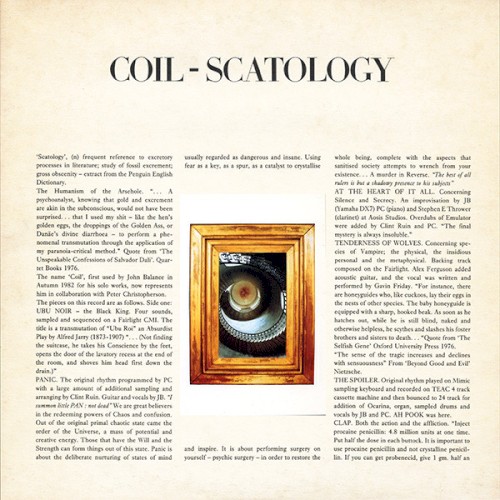 COIL - SCATOLOGY
'Scatology', (n) frequent reference to excretory
processes in literature; study of fossil excrement;
gross obscenity – extract from the Penguin English
Dictionary.
The Humanism of the Arsehole. “. . . A
psychoanalyst, knowing that gold and excrement
are akin in the subconscious, would not have been
surprised. . . that I used my shit – like the hen's
golden eggs, the droppings of the Golden Ass, or
Danäe's divine diarrhoea – to perform a phe-
nomenal transmutation through the application of
my paranoia-critical method.” Quote from 'The
Unspeakable Confessions of Salvador Dali'. Quar-
tet Books 1976.
The name “Coil', first used by John Balance in
Autumn 1982 for his solo works, now represents
him in collaboration with Peter Christopherson.
The pieces on this record are as follows. Side one:
UBU NOIR – the Black King. Four sounds,
sampled and sequenced on a Fairlight CMI. The
title is a transmutation of “Ubu Roi” an Absurdist
Play by Alfred Jarry (1873-1907) “. . . (Not finding
the suitcase, he takes his Conscience by the feet,
opens the door of the lavatory recess at the end of
the room, and shoves him head first down the
drain.)”
PANIC. The original rhythm programmed by PC
with a large amount of additional sampling and
arranging by Clint Ruin. Guitar and vocals by JB. “I
summon little PAN : not dead” We are great believers
in the redeeming powers of Chaos and confusion.
Out of the original primal chaotic state came the
order of the Universe, a mass of potential and
creative energy. Those that have the Will and the
Strength can form things out of this state. Panic is
about the deliberate nurturing of states of mind
usually regarded as dangerous and insane. Using
fear as a key, as a spur, as a catalyst to crystallise
and inspire. It is about performing surgery on
yourself – psychic surgery – in order to restore the
whole being, complete with the aspects that
sanitised society attempts to wrench from your
existence. . . A murder in Reverse. “The best of all
rulers is but a shadowy presence to his subjects”
AT THE HEART OF IT ALL. Concerning
Silence and Secrecy. An improvisation by JB
(Yamaha DX7) PC (piano) and Stephen E Thrower
(clarinet) at Aosis Studios. Overdubs of Emulator
were added by Clint Ruin and PC. “The final
mystery is always insoluble.”
TENDERNESS OF WOLVES. Concerning spe-
cies of Vampire; the physical, the insidious
personal and the metaphysical. Backing track
composed on the Fairlight. Alex Ferguson added
acoustic guitar, and the vocal was written and
performed by Gavin Friday. “For instance, there
are honeyguides who, like cuckoos, lay their eggs in
the nests of other species. The baby honeyguide is
equipped with a sharp, hooked beak. As soon as he
hatches out, while he is still blind, naked and
otherwise helpless, he scythes and slashes his foster
brothers and sisters to death. . . “Quote from 'The
Selfish Gene' Oxford University Press 1976.
“The sense of the tragic increases and declines
with sensuousness” From 'Beyond Good and Evil'
Nietzsch.
THE SPOILER. Original rhythm played on Mimic
sampling keyboard and recorded on TEAC 4 track
cassette machine and then bounced to 24 track for
addition of Ocarina, organ, sampled drums and
vocals by JB and PC. AH POOK was here.
CLAP. Both the action and the affliction. “Inject
procaine penicillin: 4.8 million units at one time.
Put half the dose in each buttock. It is important to
use procaine penicillin and not crystalline penicil-
lin. If you can get probenecid, give 1 gm. half an